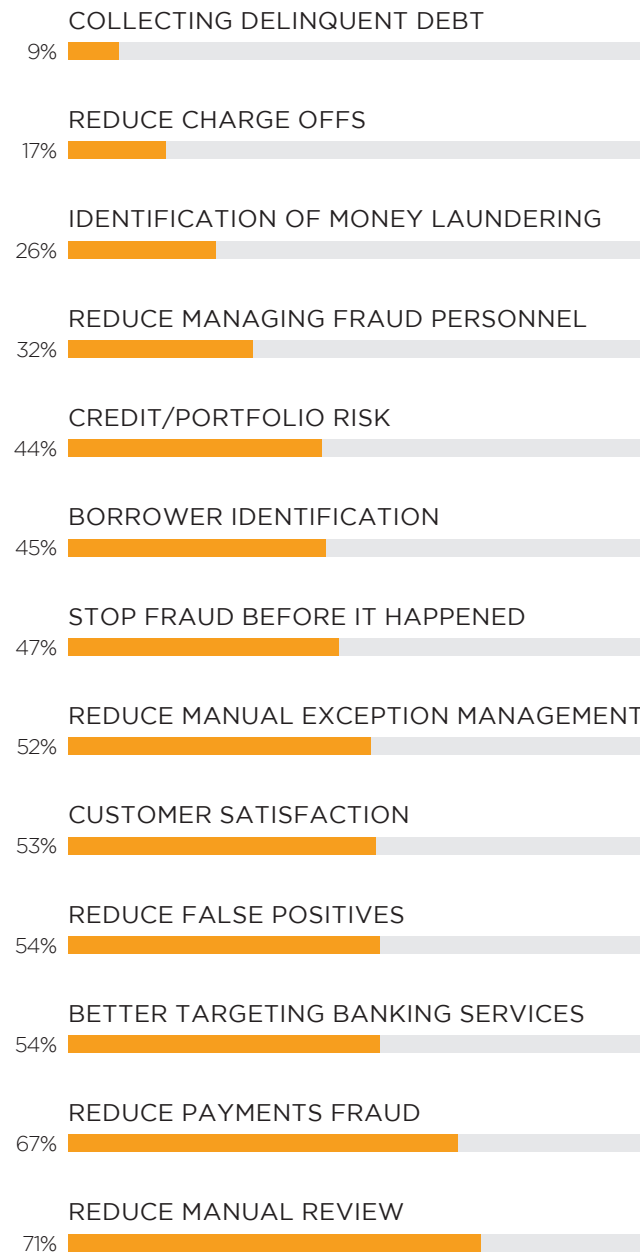 COLLECTING DELINQUENT DEBT
9%
REDUCE CHARGE OFFS
17%
IDENTIFICATION OF MONEY LAUNDERING
26%
REDUCE MANAGING FRAUD PERSONNEL
32%
CREDIT/PORTFOLIO RISK
44%
BORROWER IDENTIFICATION
45%
STOP FRAUD BEFORE IT HAPPENED
47%
REDUCE MANUAL EXCEPTION MANAGEMENT
52%
CUSTOMER SATISFACTION
53%
REDUCE FALSE POSITIVES
54%
BETTER TARGETING BANKING SERVICES
54%
REDUCE PAYMENTS FRAUD
67%
REDUCE MANUAL REVIEW
71%